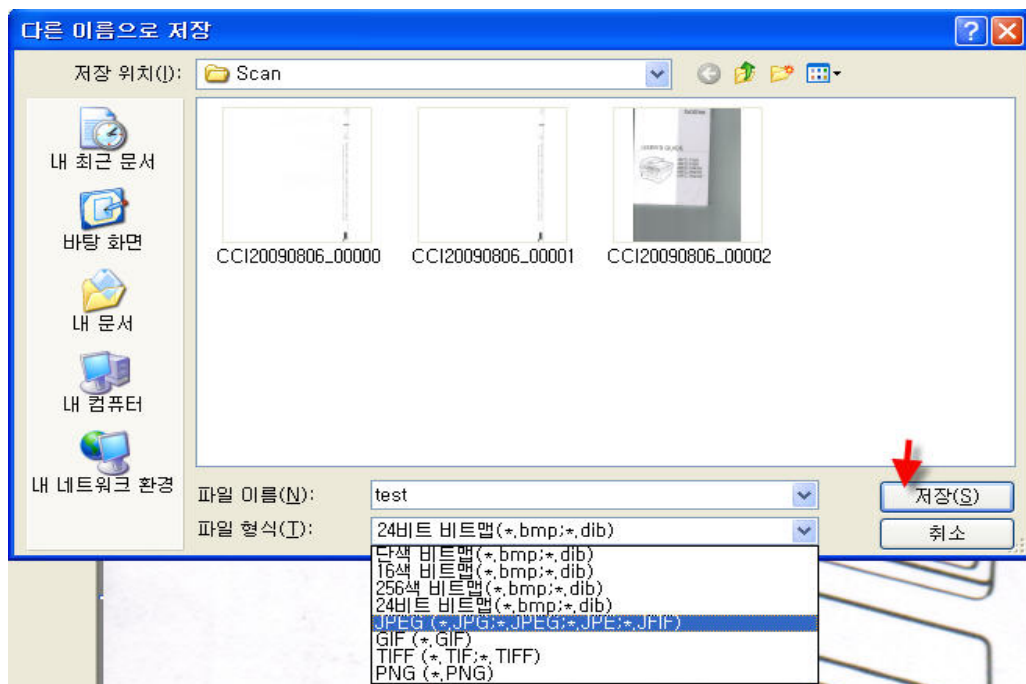 다른 이름으로 저장
저장 위치(I): Scan
내 최근 문서
바탕 화면
내 문서
내 컴퓨터
내 네트워크 환경
CCI20090806_00000 CCI20090806_00001 CCI20090806_00002
USER'S GUIDE
파일 이름(N): test 저장(S)
파일 형식(T): 24비트 비트맵(*.bmp;*.dib) 취소
단색 비트맵(*.bmp;*.dib)
16색 비트맵(*.bmp;*.dib)
256색 비트맵(*.bmp;*.dib)
24비트 비트맵(*.bmp;*.dib)
JPEG (*.JPG;*.JPEG;*.JPE;*.JFIF)
GIF (*.GIF)
TIFF (*.TIF;*.TIFF)
PNG (*.PNG)